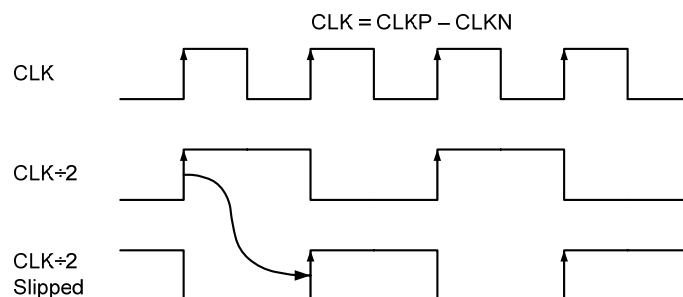 CLK = CLKP – CLKN
CLK
CLK÷2
CLK÷2
Slipped